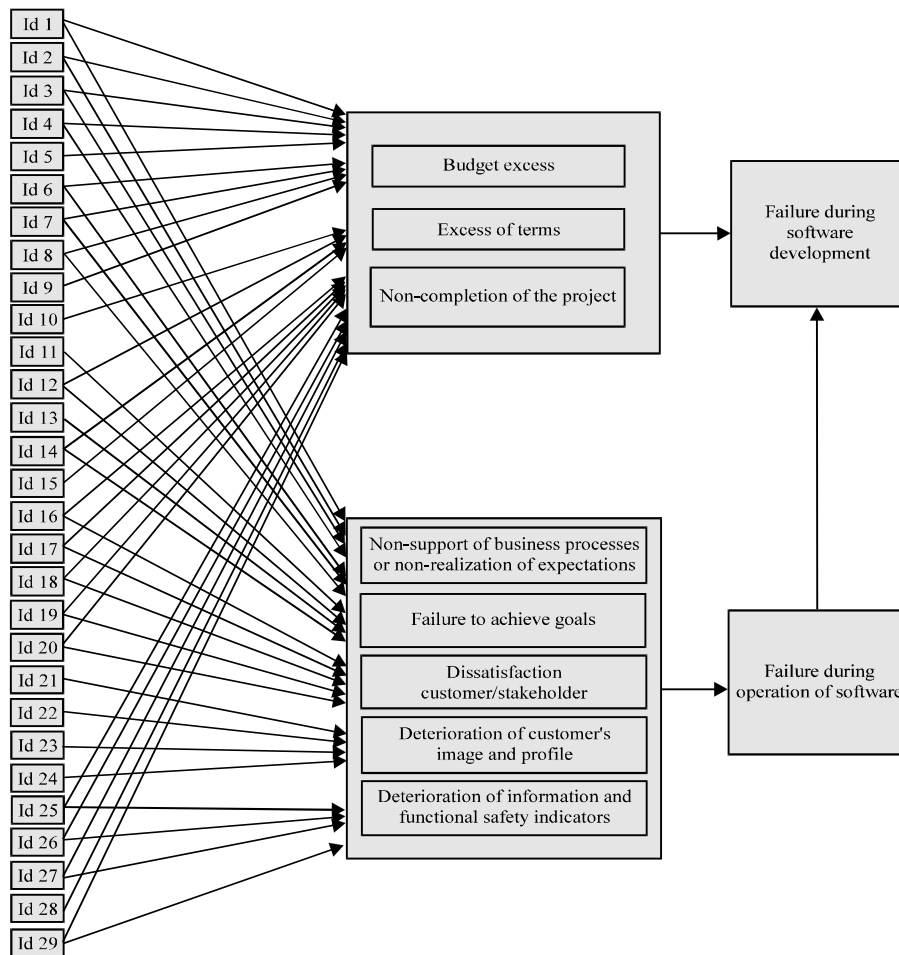 Id 1
Id 2
Id 3
Id 4
Id 5
Id 6
Id 7
Id 8
Id 9
Id 10
Id 11
Id 12
Id 13
Id 14
Id 15
Id 16
Id 17
Id 18
Id 19
Id 20
Id 21
Id 22
Id 23
Id 24
Id 25
Id 26
Id 27
Id 28
Id 29
Budget excess
Excess of terms
Non-completion of the project
Non-support of business processes
or non-realization of expectations
Failure to achieve goals
Dissatisfaction
customer/stakeholder
Deterioration of customer's
image and profile
Deterioration of information and
functional safety indicators
Failure during
software
development
Failure during
operation of software